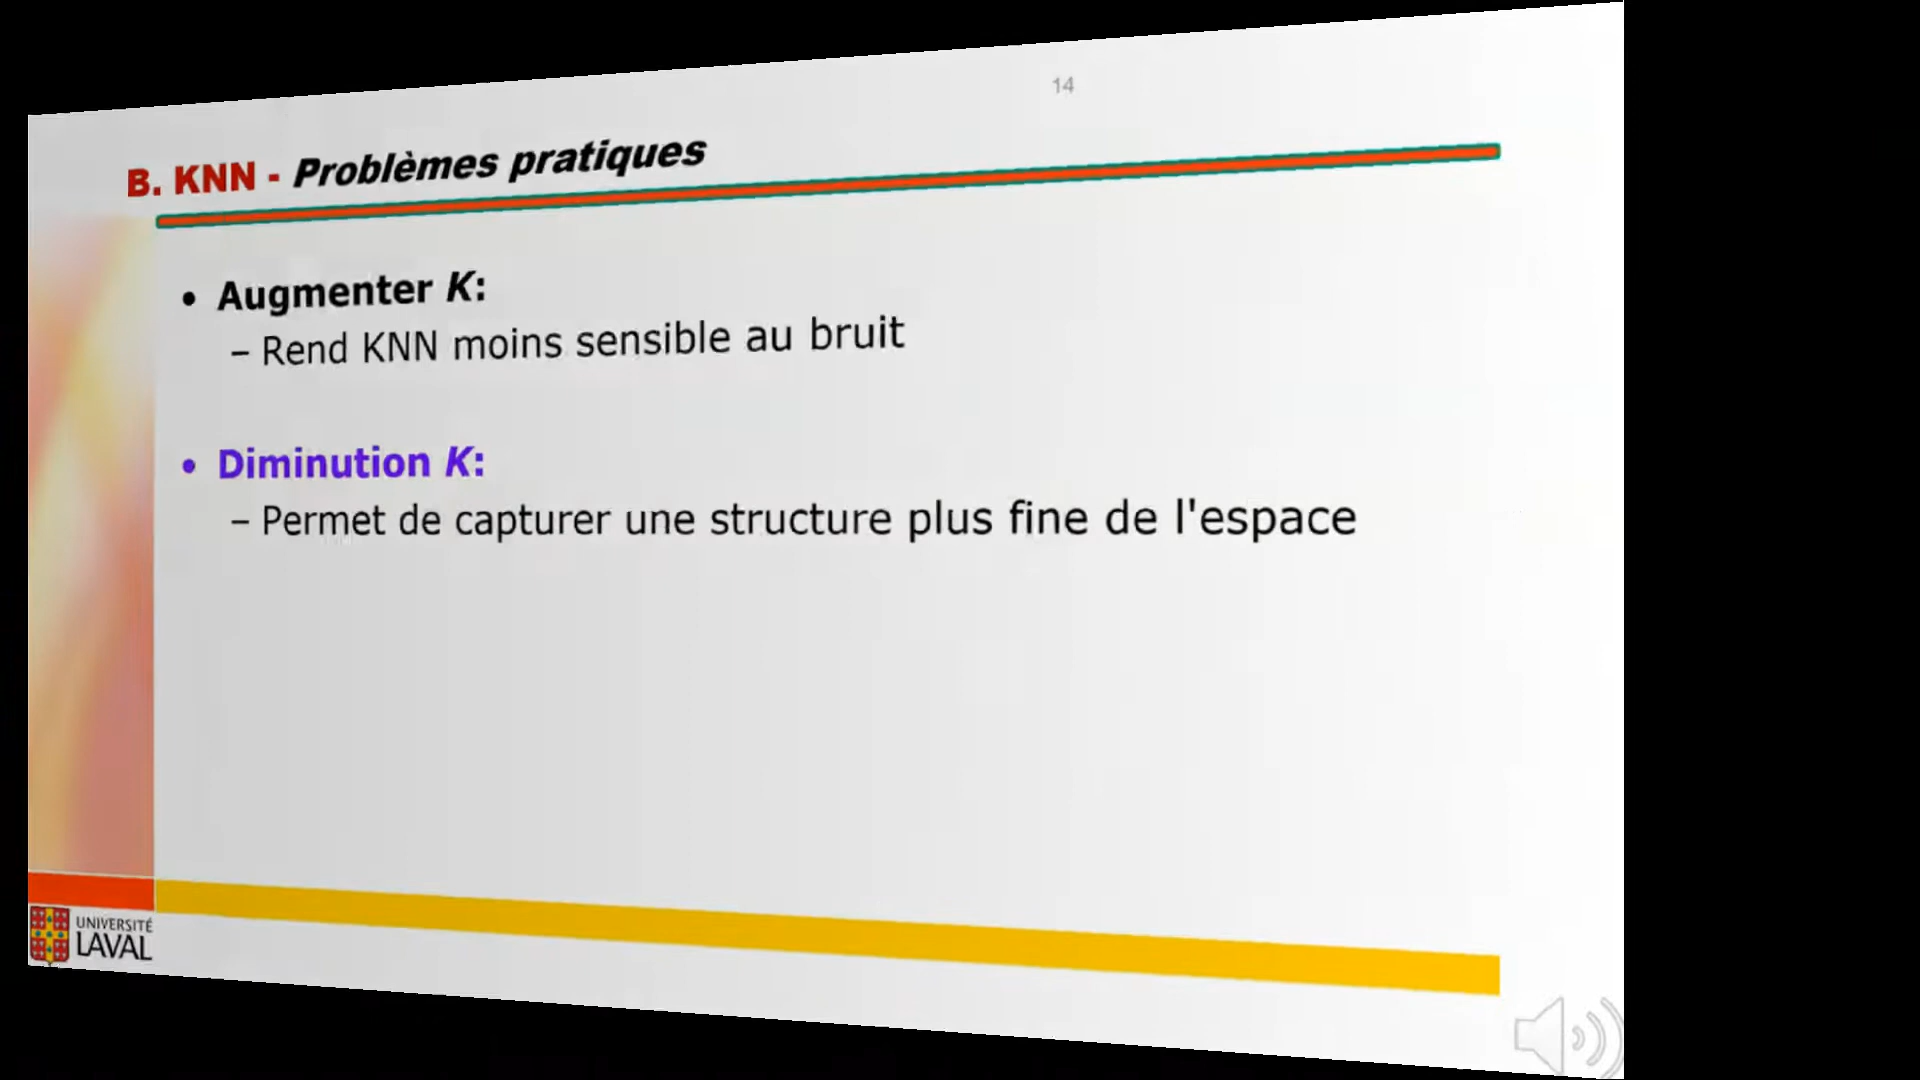 14
B. KNN - Problèmes pratiques
• Augmenter K:
– Rend KNN moins sensible au bruit
• Diminution K:
– Permet de capturer une structure plus fine de l'espace
UNIVERSITÉ
LAVAL